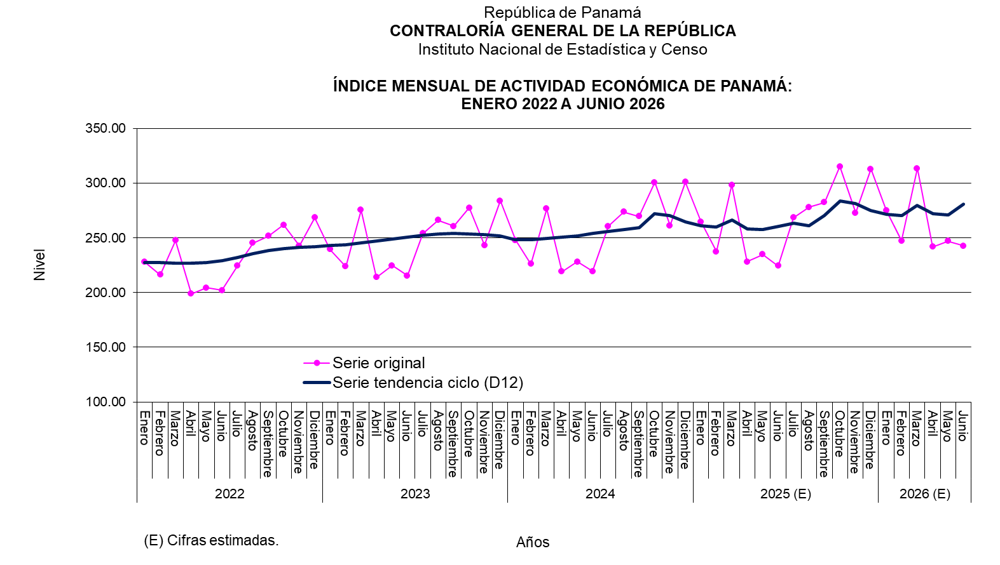 República de Panamá
CONTRALORÍA GENERAL DE LA REPÚBLICA
Instituto Nacional de Estadística y Censo
ÍNDICE MENSUAL DE ACTIVIDAD ECONÓMICA DE PANAMÁ:
ENERO 2022 A JUNIO 2026
350.00
300.00
250.00
200.00
150.00
100.00
Nivel
Serie original
Serie tendencia ciclo (D12)
Enero
Febrero
Marzo
Abril
Mayo
Junio
Julio
Agosto
Septiembre
Octubre
Noviembre
Diciembre
Enero
Febrero
Marzo
Abril
Mayo
Junio
Julio
Agosto
Septiembre
Octubre
Noviembre
Diciembre
Enero
Febrero
Marzo
Abril
Mayo
Junio
Julio
Agosto
Septiembre
Octubre
Noviembre
Diciembre
Enero
Febrero
Marzo
Abril
Mayo
Junio
Julio
Agosto
Septiembre
Octubre
Noviembre
Diciembre
Enero
Febrero
Marzo
Abril
Mayo
Junio
2022
2023
2024
2025 (E)
2026 (E)
(E) Cifras estimadas.
Años